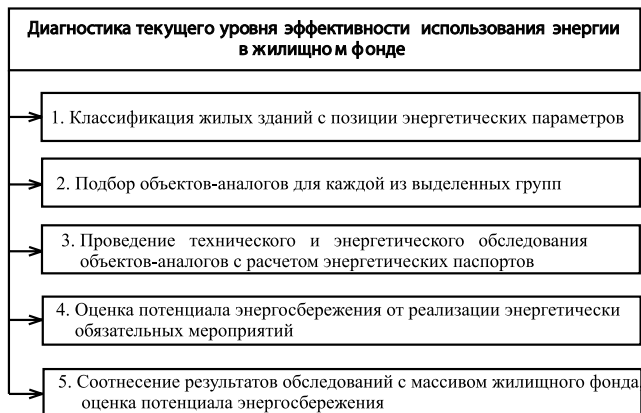 Диагностика текущего уровня эффективности использования энергии
в жилищном фонде
1. Классификация жилых зданий с позиции энергетических параметров
2. Подбор объектов-аналогов для каждой из выделенных групп
3. Проведение технического и энергетического обследования
объектов-аналогов с расчетом энергетических паспортов
4. Оценка потенциала энергосбережения от реализации энергетически
обязательных мероприятий
5. Соотнесение результатов обследований с массивом жилищного фонда,
оценка потенциала энергосбережения